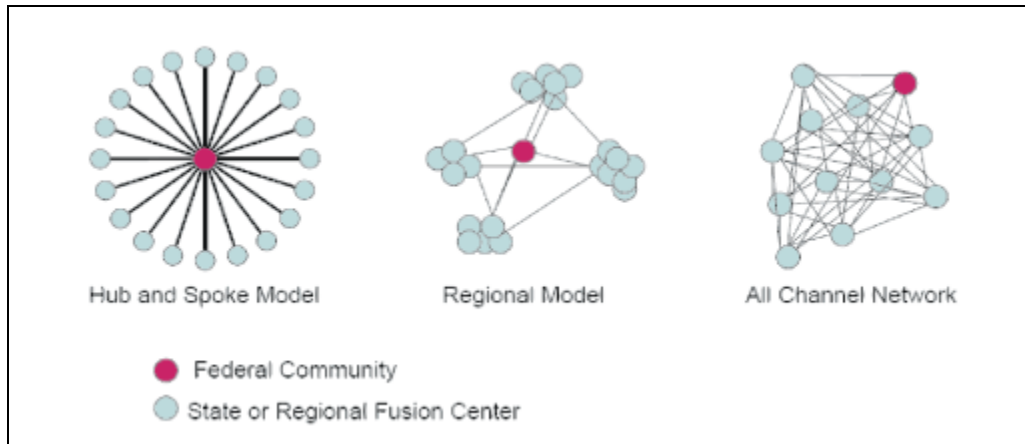 Hub and Spoke Model
Regional Model
All Channel Network
Federal Community
State or Regional Fusion Center